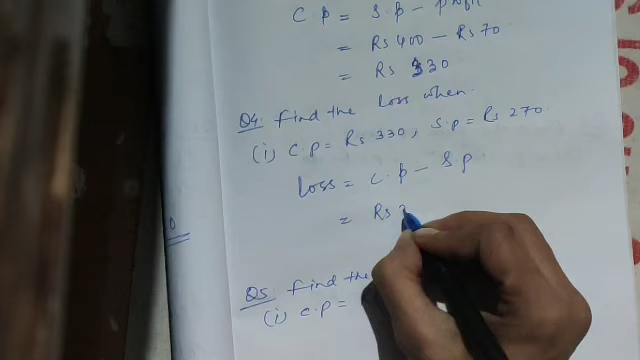 C.p = S.p - profit
= Rs 400 - Rs 70
= Rs 330
Q4. Find the Loss when.
(i) C.p = Rs 330, S.p = Rs 270.
Loss = C.p - S p
= Rs
Q5. Find the
(i) C.p =